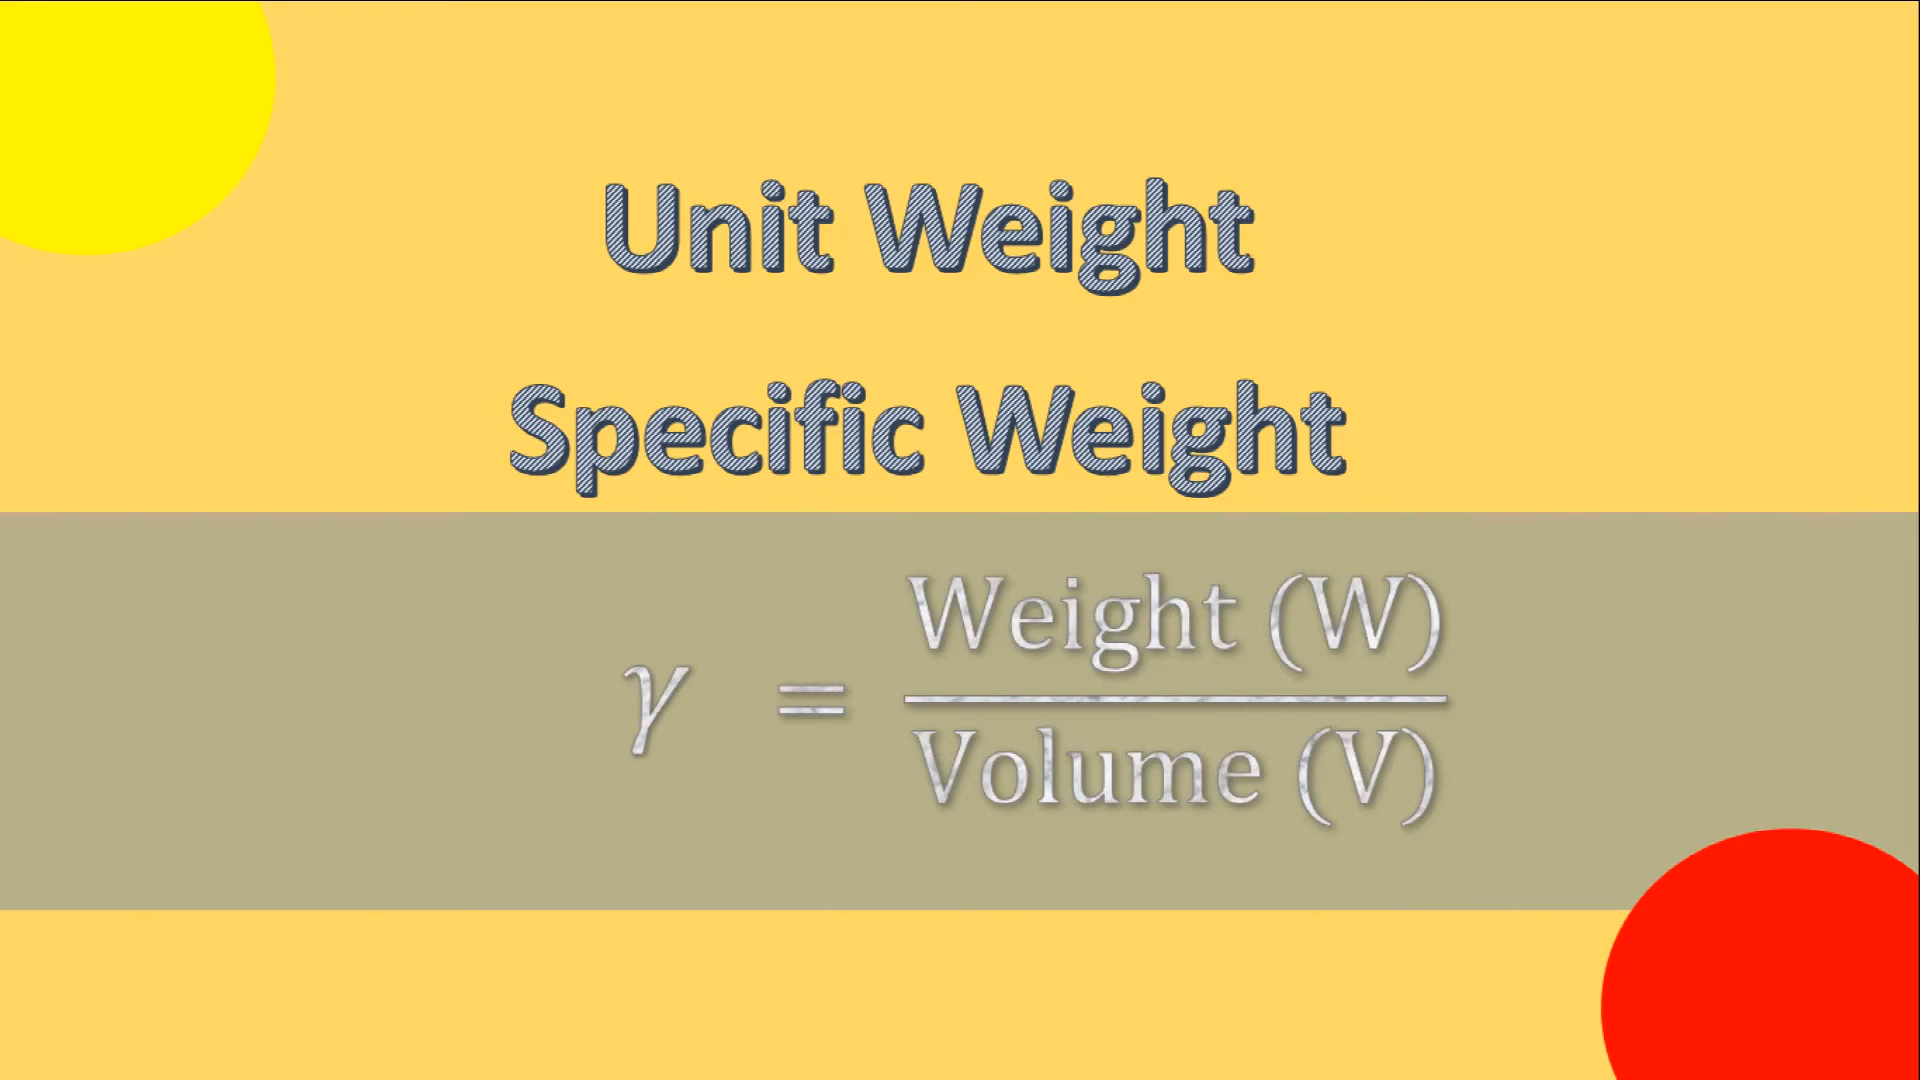 Unit Weight
Specific Weight
γ = Weight (W)
Volume (V)